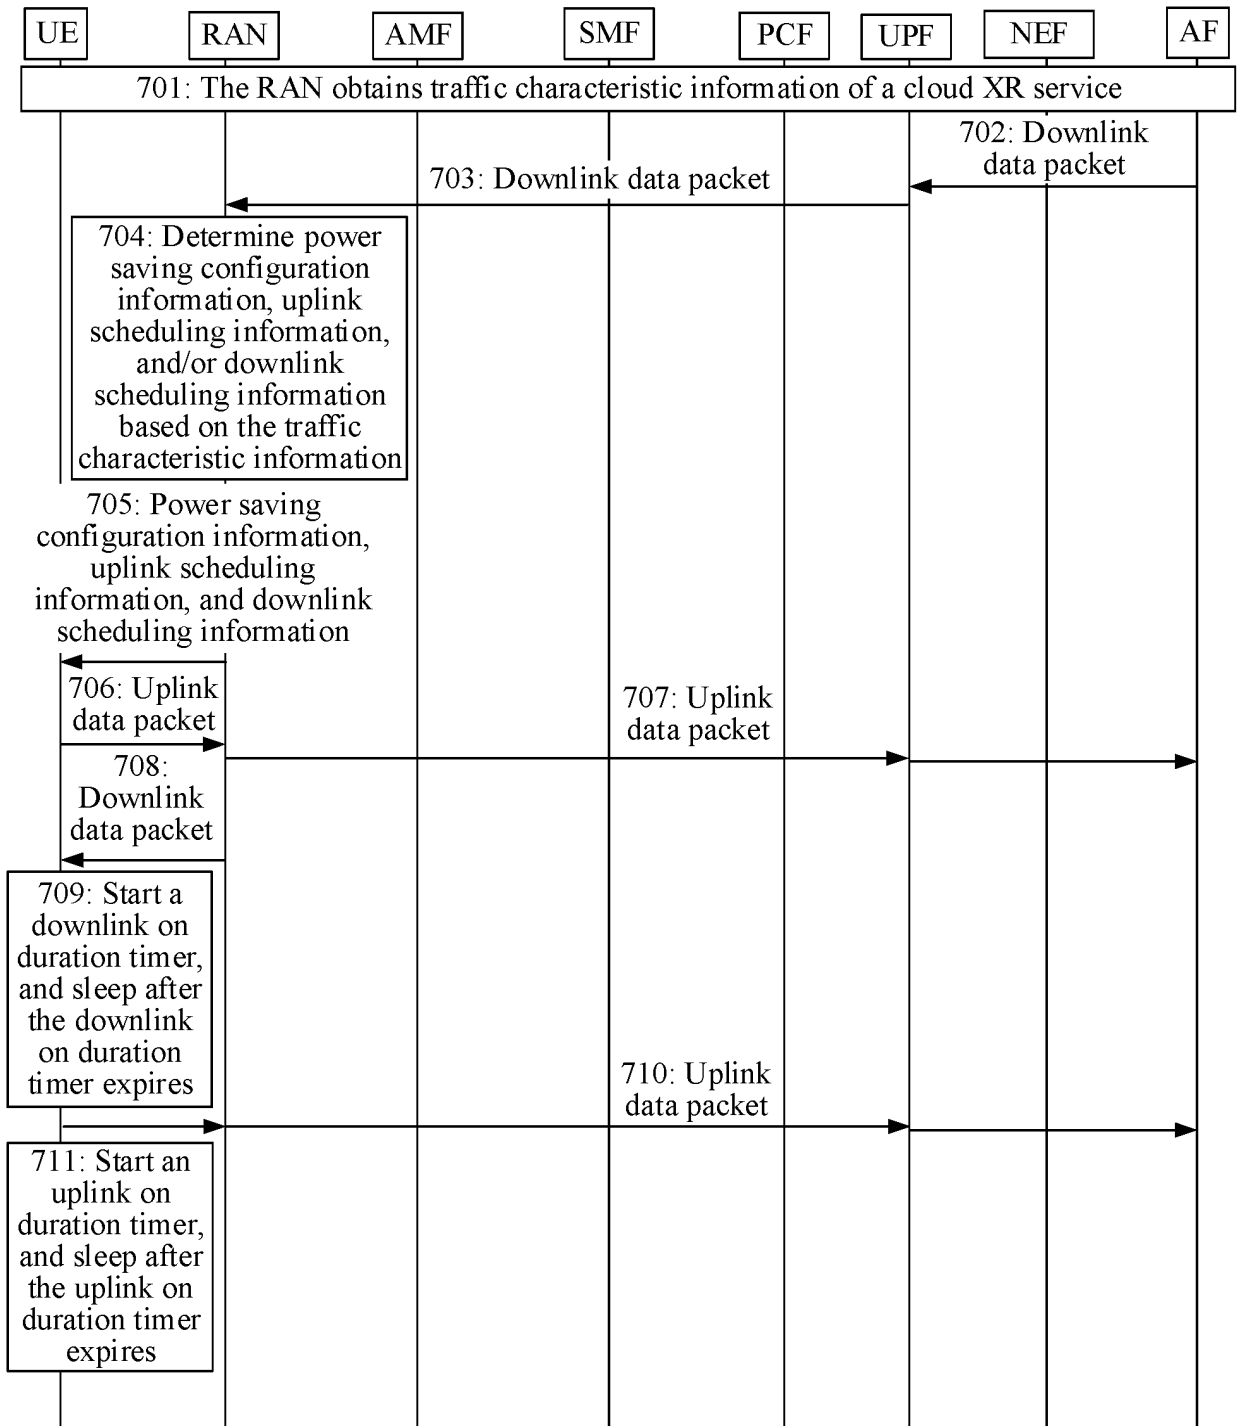 UE
RAN
AMF
SMF
PCF
UPF
NEF
AF
701: The RAN obtains traffic characteristic information of a cloud XR service
702: Downlink
data packet
703: Downlink data packet
704: Determine power
saving configuration
information, uplink
scheduling information,
and/or downlink
scheduling information
based on the traffic
characteristic information
705: Power saving
configuration information,
uplink scheduling
information, and downlink
scheduling information
706: Uplink
data packet
707: Uplink
data packet
708:
Downlink
data packet
709: Start a
downlink on
duration timer,
and sleep after
the downlink
on duration
timer expires
710: Uplink
data packet
711: Start an
uplink on
duration timer,
and sleep after
the uplink on
duration timer
expires